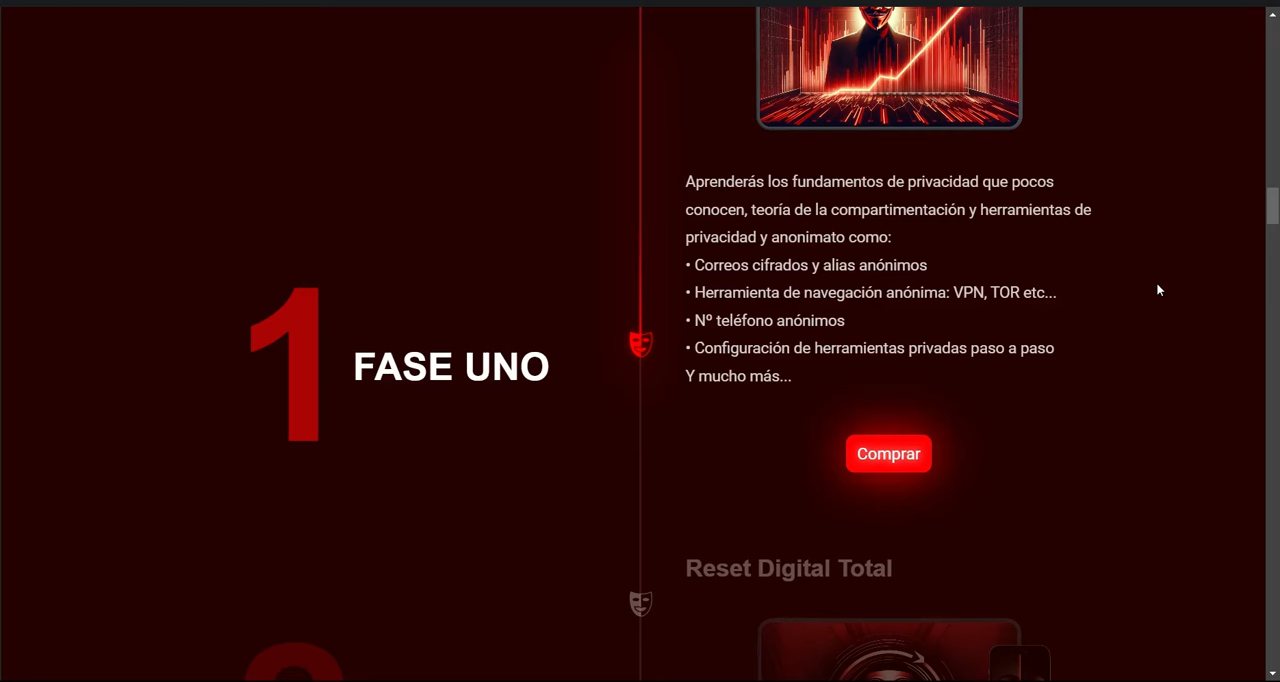 Aprenderás los fundamentos de privacidad que pocos
conocen, teoría de la compartimentación y herramientas de
privacidad y anonimato como:
• Correos cifrados y alias anónimos
• Herramienta de navegación anónima: VPN, TOR etc...
• Nº teléfono anónimos
• Configuración de herramientas privadas paso a paso
Y mucho más...
1 FASE UNO
Comprar
Reset Digital Total